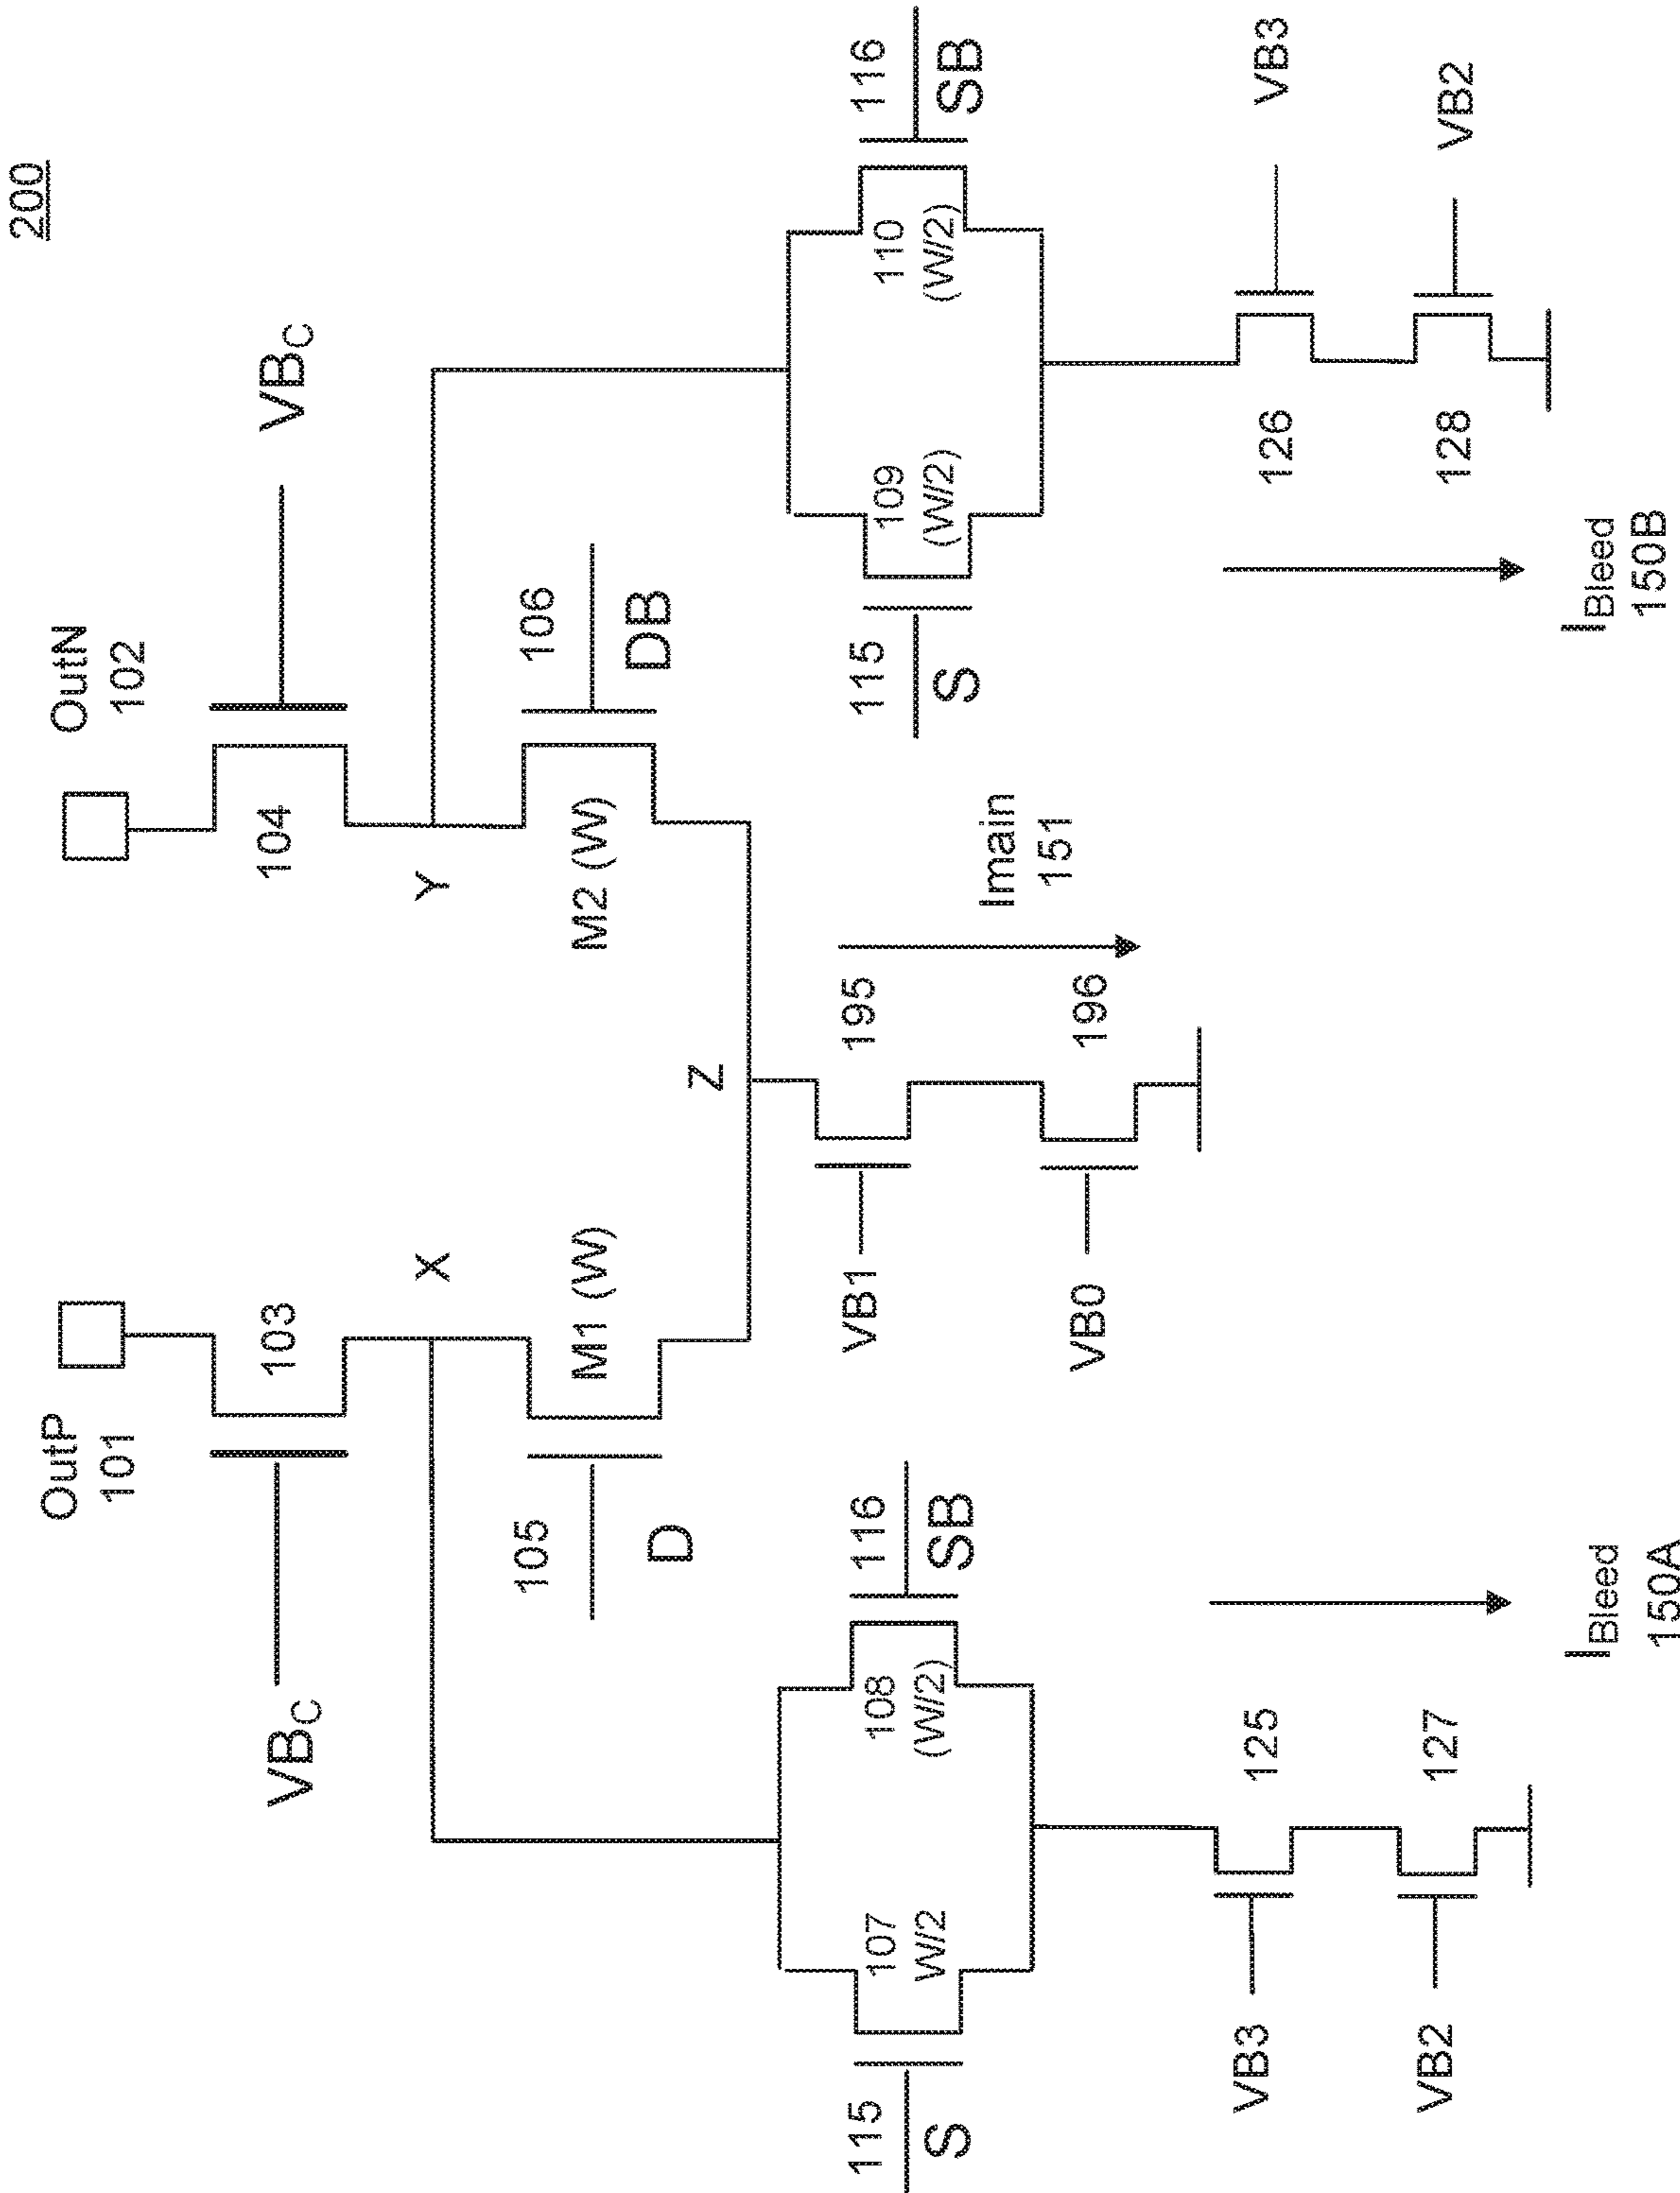 200
OutP
101
OutN
102
VBC
103
104
VBC
X
Y
105
D
M1 (W)
M2 (W)
106
DB
Z
115
S
107
W/2
108
(W/2)
116
SB
VB1
195
Imain
151
VB0
196
115
S
109
(W/2)
110
(W/2)
116
SB
VB3
125
VB2
127
IBleed
150A
126
VB3
128
VB2
IBleed
150B